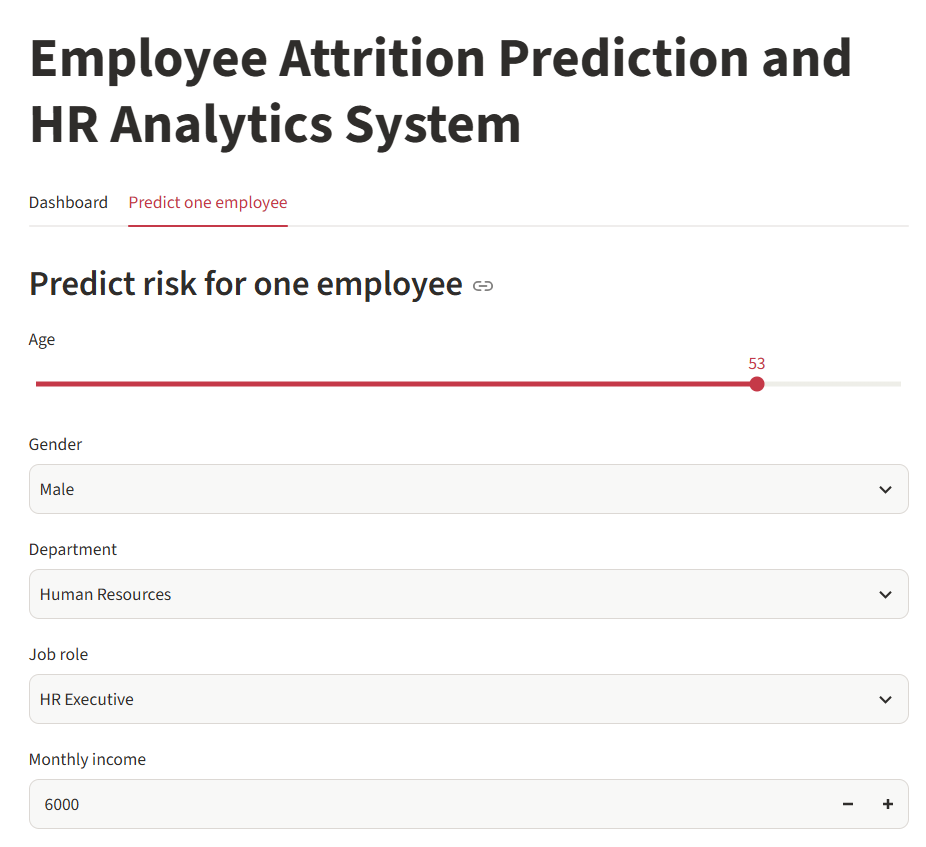 Employee Attrition Prediction and
HR Analytics System
Dashboard Predict one employee
Predict risk for one employee
Age
53
Gender
Male
Department
Human Resources
Job role
HR Executive
Monthly income
6000